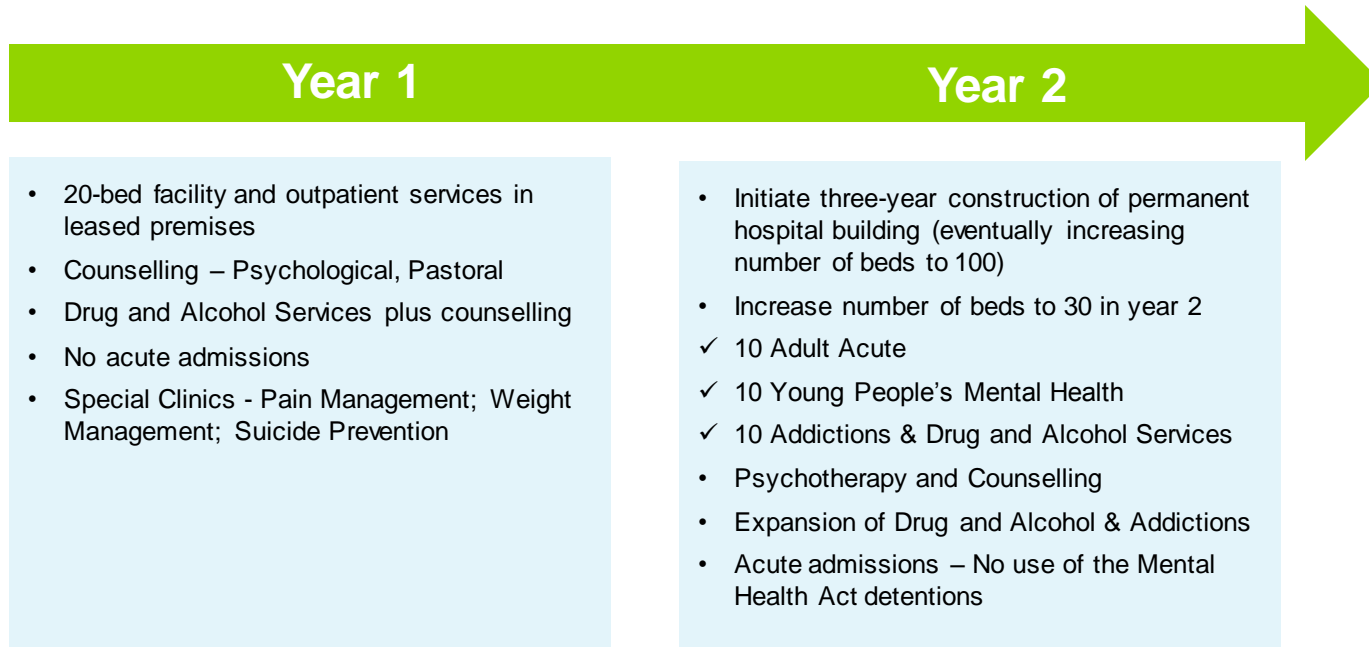 Year 1
• 20-bed facility and outpatient services in
leased premises
• Counselling – Psychological, Pastoral
• Drug and Alcohol Services plus counselling
• No acute admissions
• Special Clinics - Pain Management; Weight
Management; Suicide Prevention
Year 2
• Initiate three-year construction of permanent
hospital building (eventually increasing
number of beds to 100)
• Increase number of beds to 30 in year 2
✓ 10 Adult Acute
✓ 10 Young People’s Mental Health
✓ 10 Addictions & Drug and Alcohol Services
• Psychotherapy and Counselling
• Expansion of Drug and Alcohol & Addictions
• Acute admissions – No use of the Mental
Health Act detentions